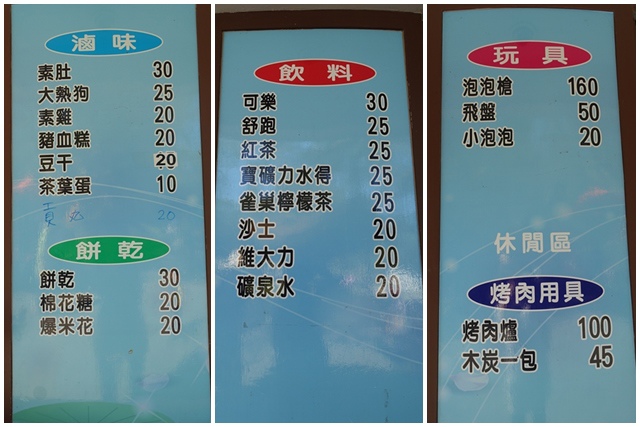 滷味
素肚 30
大熱狗 25
素雞 20
豬血糕 20
豆干 20
茶葉蛋 10
貢丸 20
餅乾
餅乾 30
棉花糖 20
爆米花 20
飲料
可樂 30
舒跑 25
紅茶 25
寶礦力水得 25
雀巢檸檬茶 25
沙士 20
維大力 20
礦泉水 20
玩具
泡泡槍 160
飛盤 50
小泡泡 20
休閒區
烤肉用具
烤肉爐 100
木炭一包 45